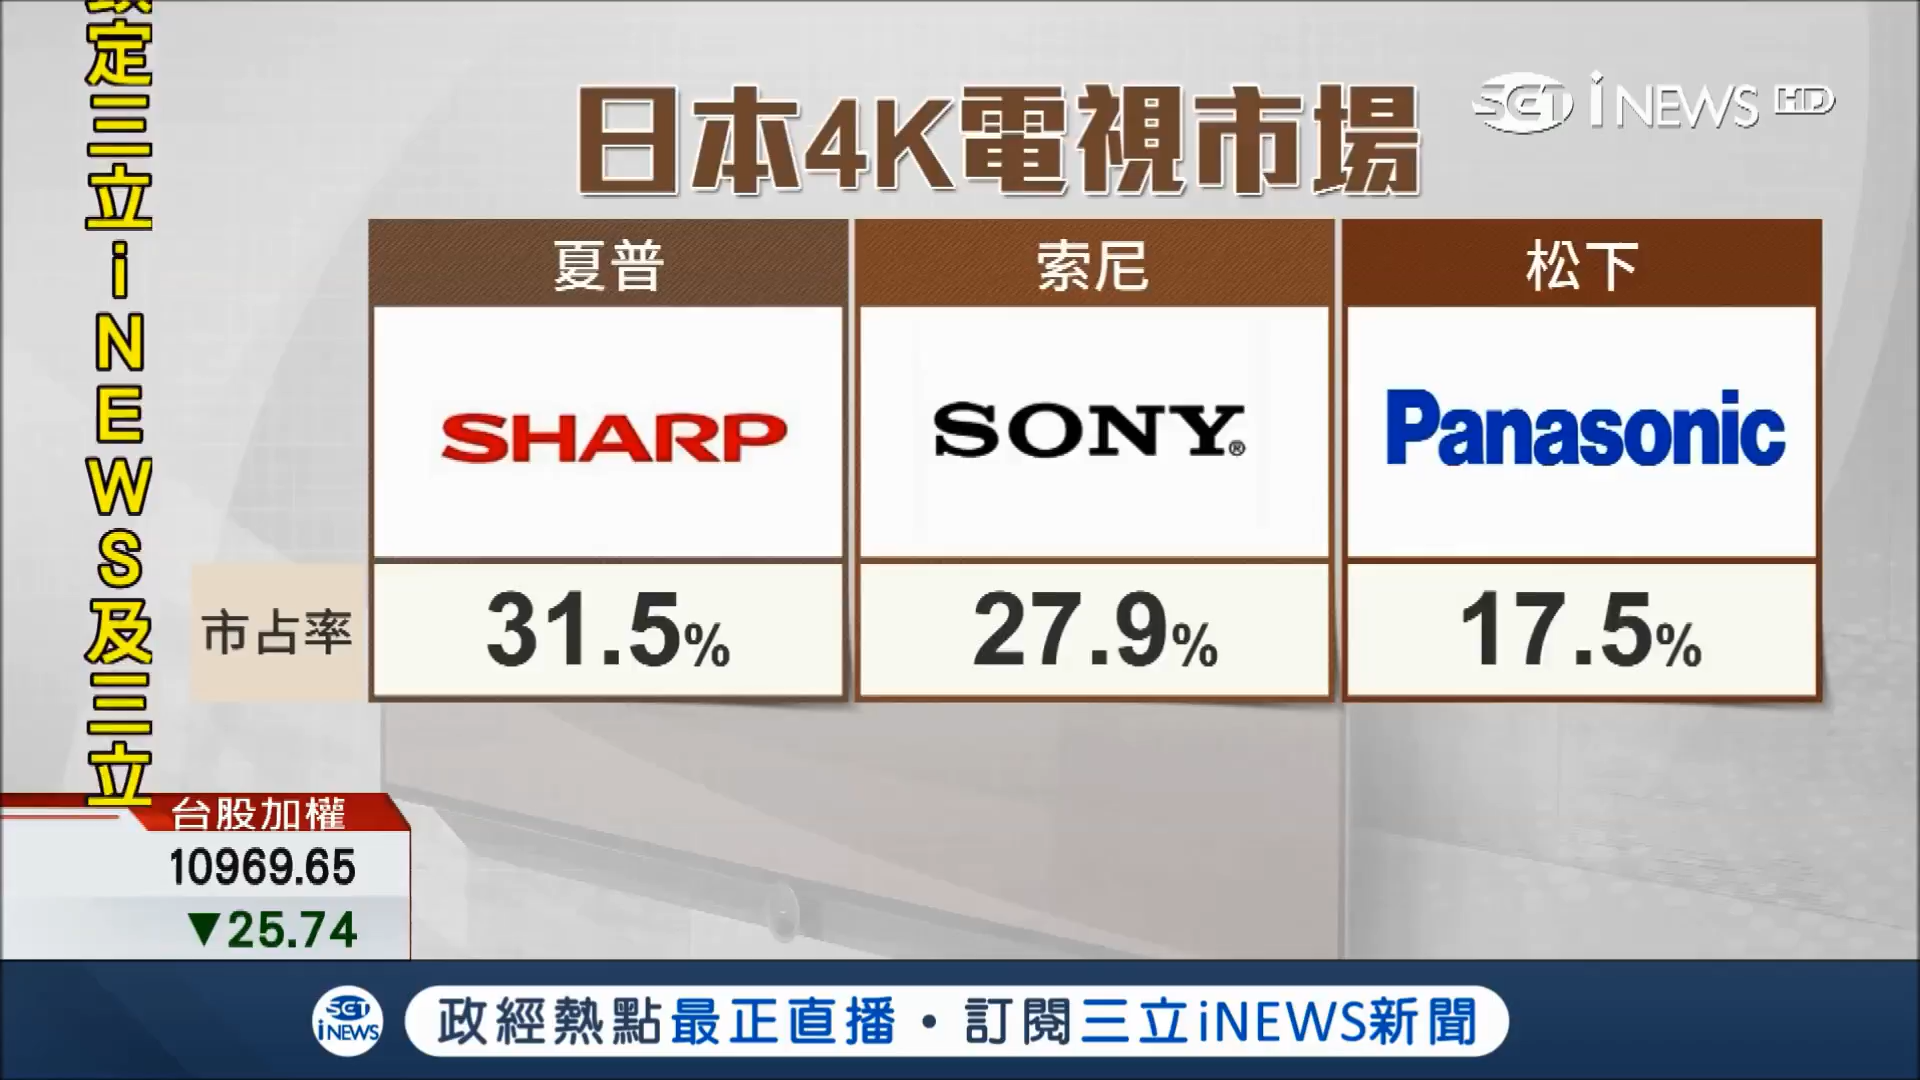 定三立iNEWS及三立
日本4K電視市場
SET iNEWS HD
夏普 索尼 松下
SHARP SONY® Panasonic
市占率 31.5% 27.9% 17.5%
台股加權
10969.65
▼25.74
SET iNEWS 政經熱點最正直播・訂閱三立iNEWS新聞